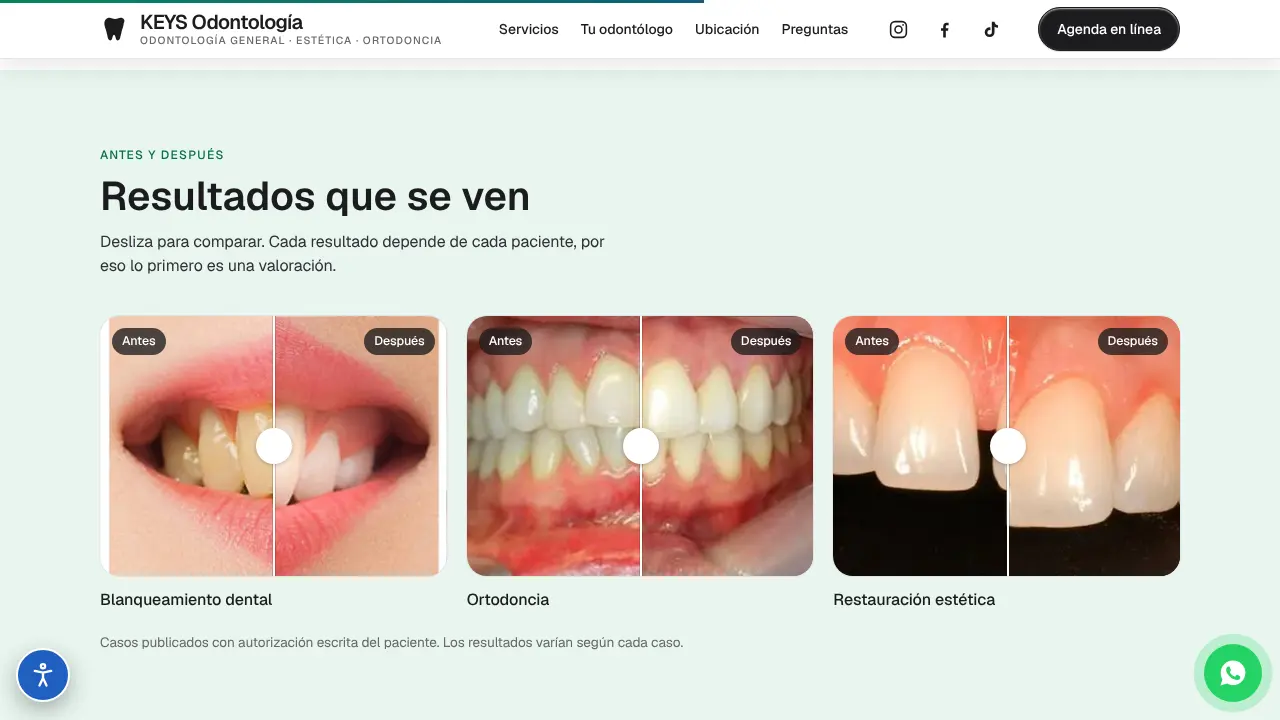 KEYS Odontología
ODONTOLOGÍA GENERAL · ESTÉTICA · ORTODONCIA
Servicios
Tu odontólogo
Ubicación
Preguntas
Agenda en línea
ANTES Y DESPUÉS
Resultados que se ven
Desliza para comparar. Cada resultado depende de cada paciente, por
eso lo primero es una valoración.
Antes
Después
Antes
Después
Antes
Después
Blanqueamiento dental
Ortodoncia
Restauración estética
Casos publicados con autorización escrita del paciente. Los resultados varían según cada caso.